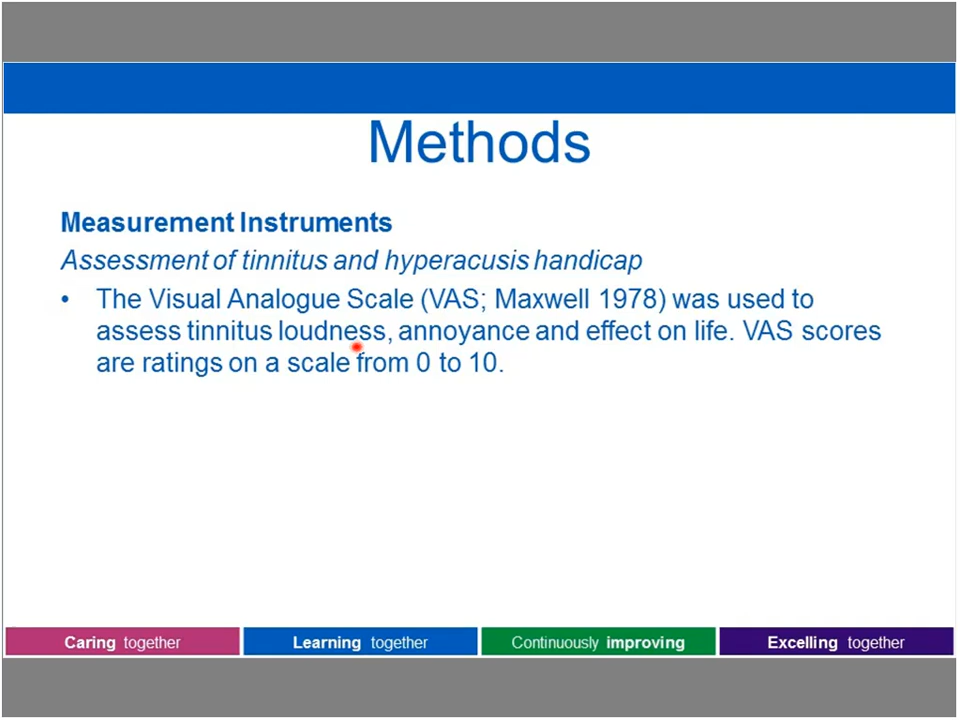 Methods
Measurement Instruments
Assessment of tinnitus and hyperacusis handicap
• The Visual Analogue Scale (VAS; Maxwell 1978) was used to
assess tinnitus loudness, annoyance and effect on life. VAS scores
are ratings on a scale from 0 to 10.
Caring together
Learning together
Continuously improving
Excelling together